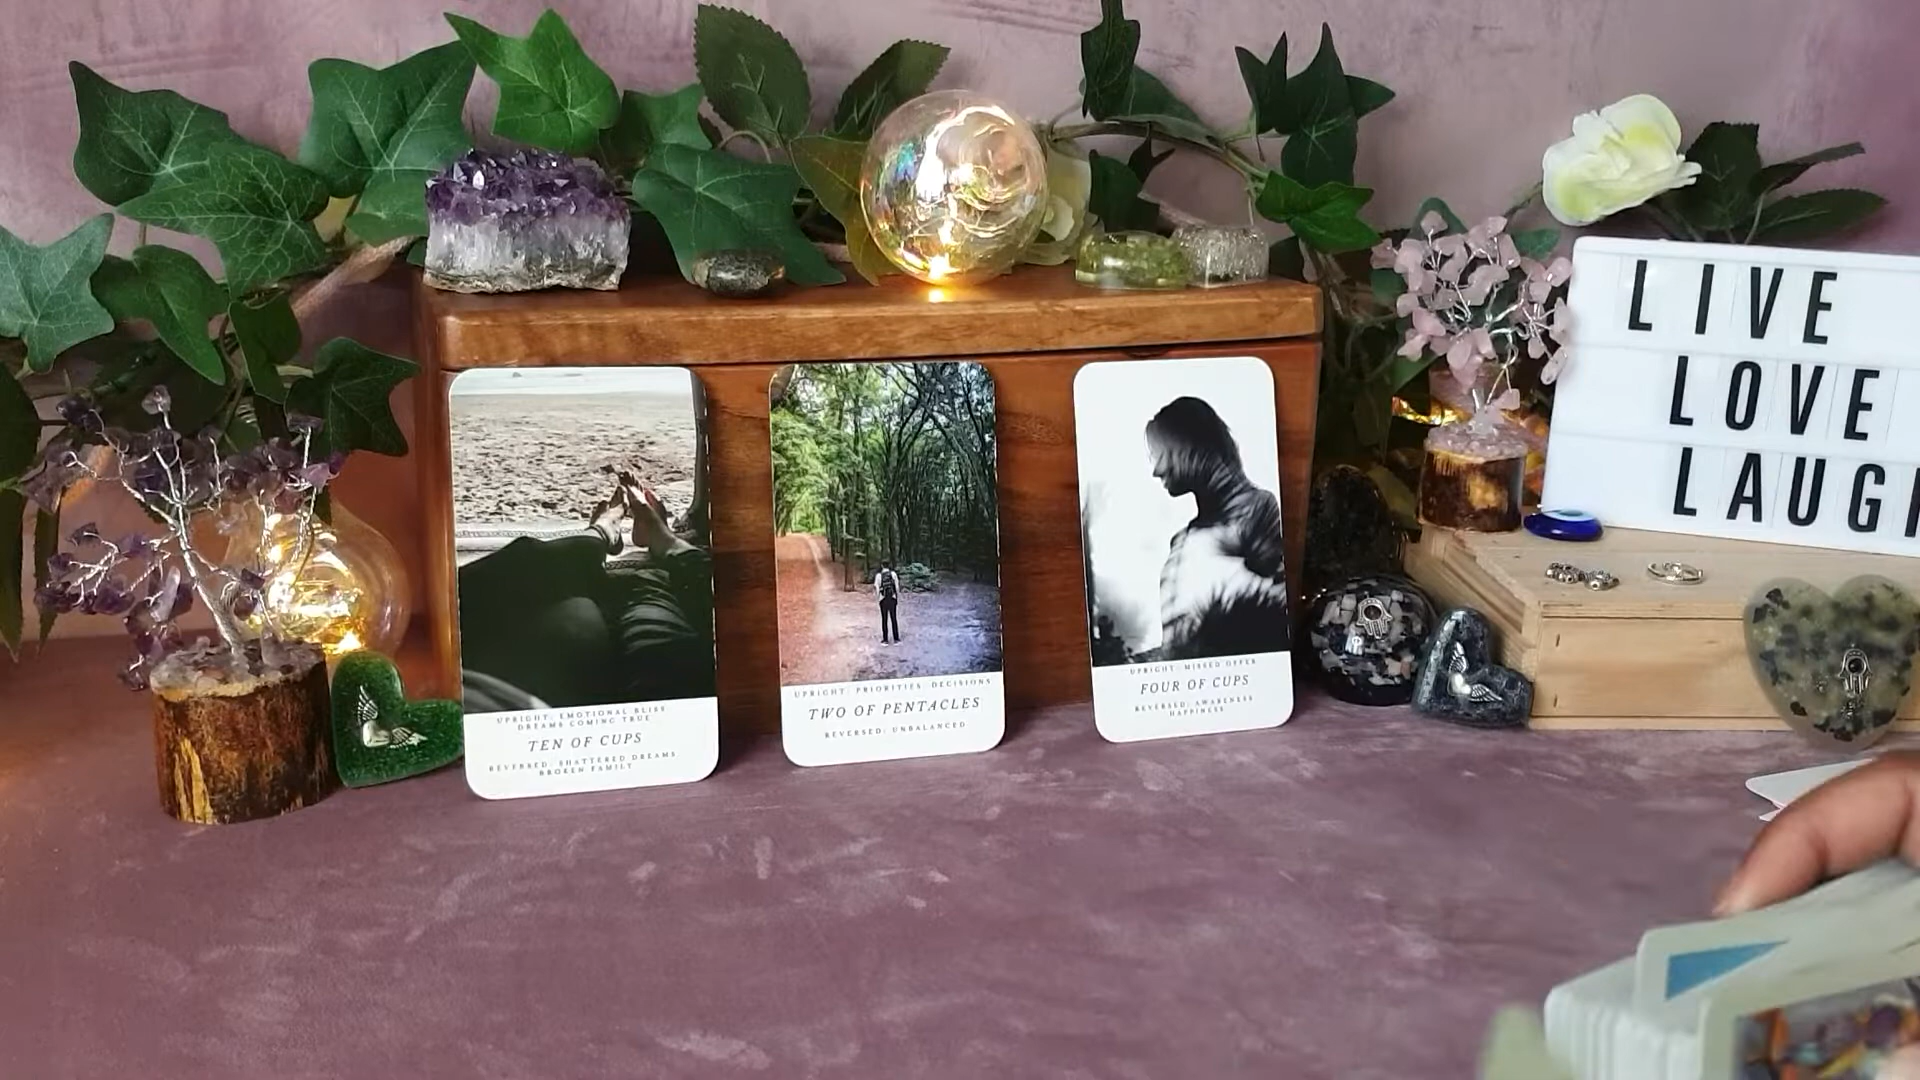 UPRIGHT: EMOTIONAL BLISS
DREAMS COMING TRUE
TEN OF CUPS
REVERSED: SHATTERED DREAMS
BROKEN FAMILY
UPRIGHT: PRIORITIES DECISIONS
TWO OF PENTACLES
REVERSED: UNBALANCED
UPRIGHT: MISSED OFFER
FOUR OF CUPS
REVERSED: AWARENESS
HAPPINESS
LIVE
LOVE
LAUGH